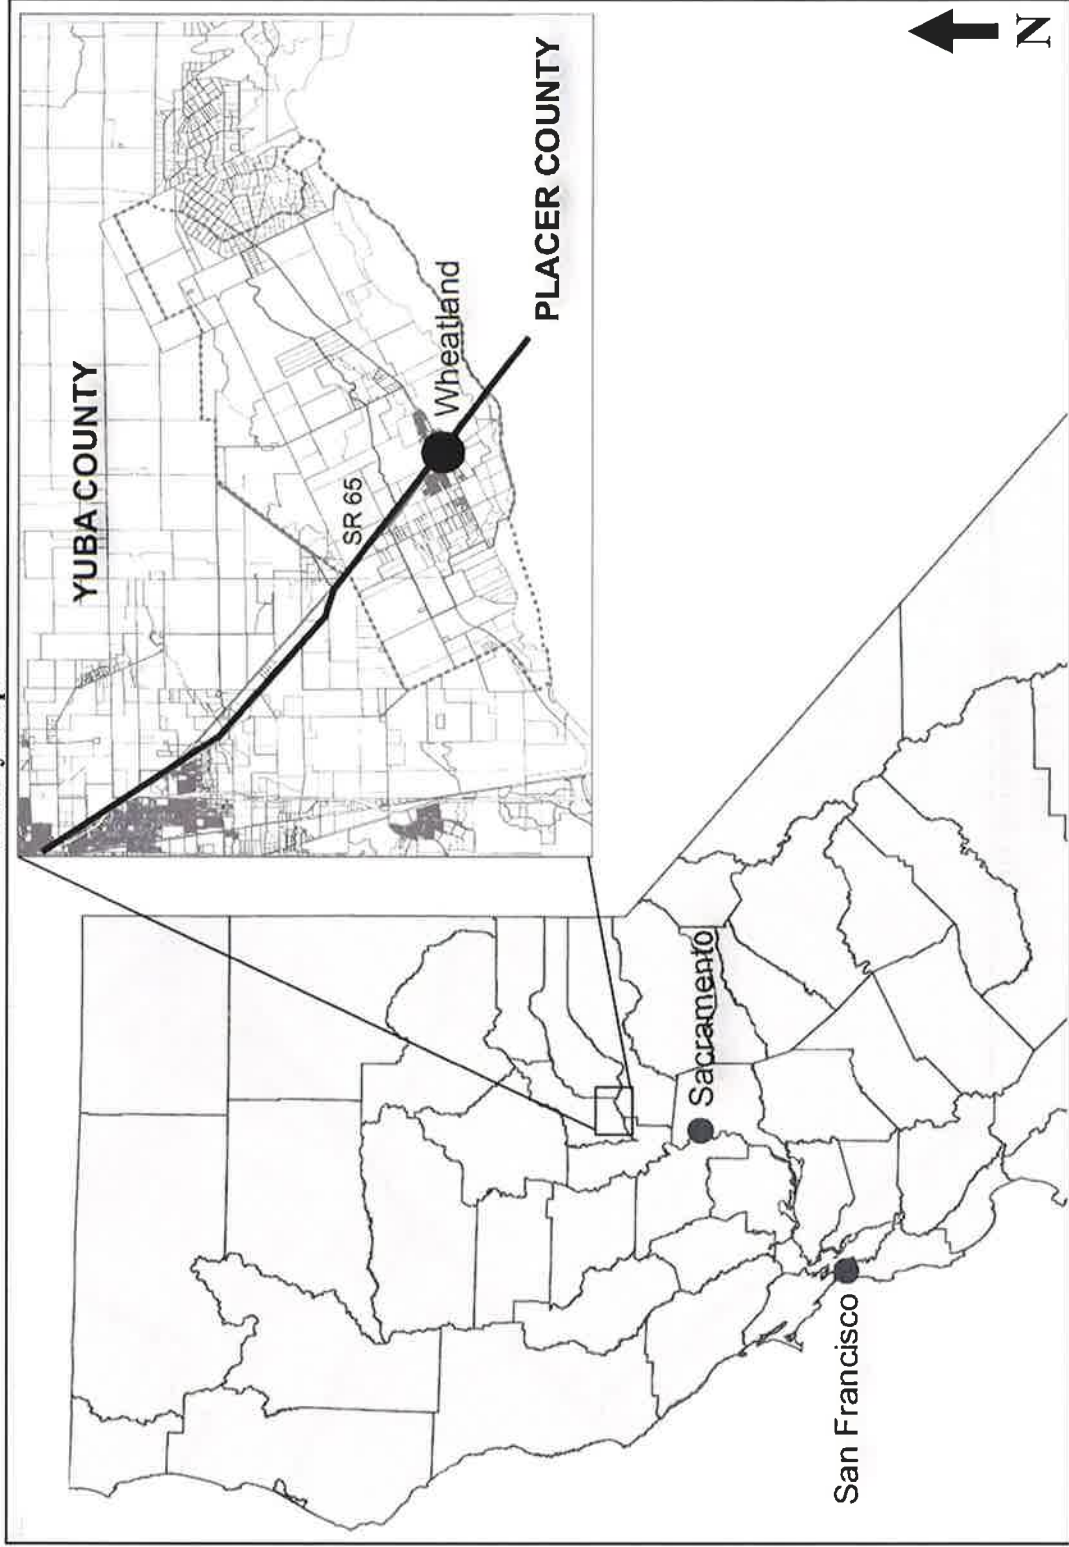 YUBA COUNTY
SR 65
Wheatland
PLACER COUNTY
Sacramento
San Francisco
N